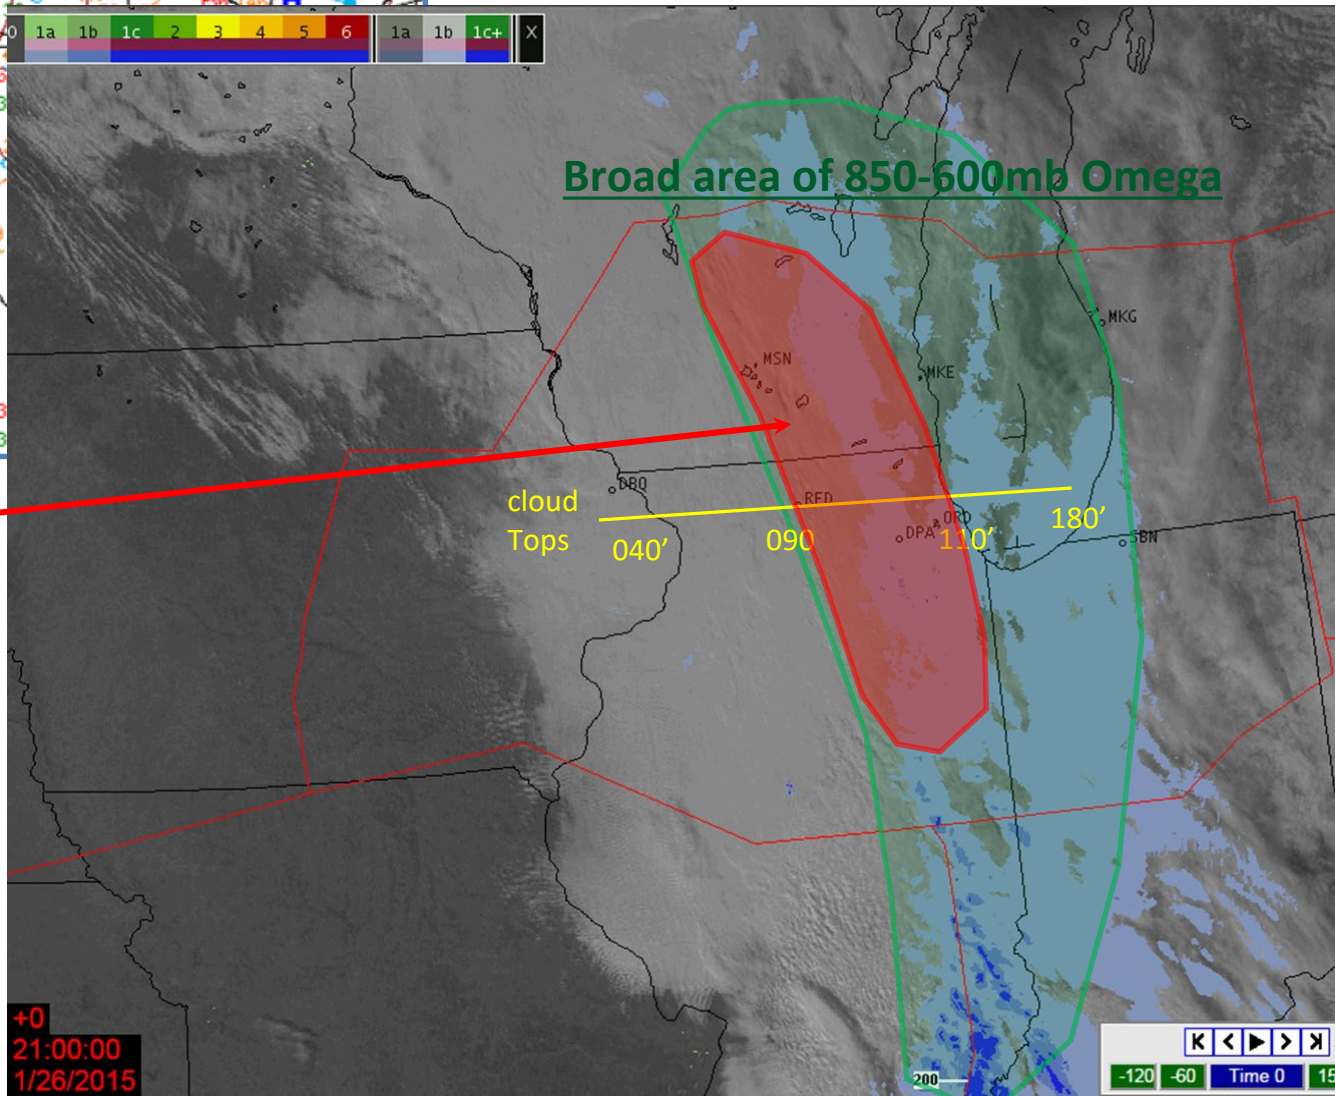 0 1a 1b 1c 2 3 4 5 6 1a 1b 1c+ X
Broad area of 850-600mb Omega
MKG
MSN
MKE
DBQ
RFD
cloud
Tops
040’
090
DPA
ORD
110’
180’
SBN
+0
21:00:00
1/26/2015
200
-120 -60 Time 0 15